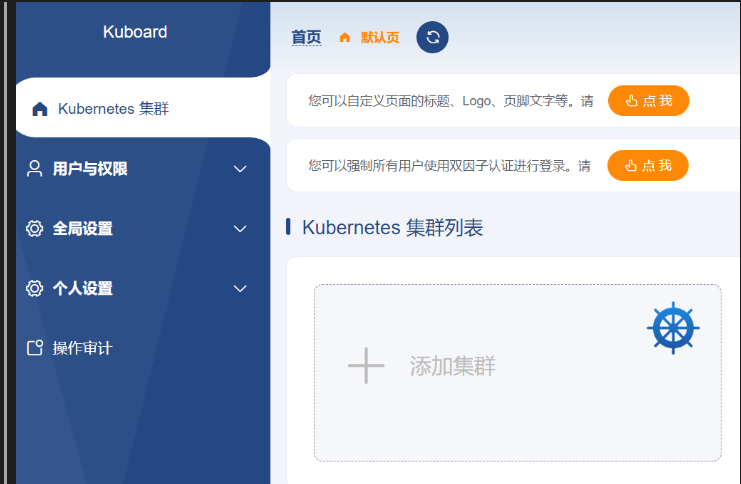 Kuboard
首页 默认页
您可以自定义页面的标题、Logo、页脚文字等。请 点 我
Kubernetes 集群
您可以强制所有用户使用双因子认证进行登录。请 点 我
用户与权限
全局设置
Kubernetes 集群列表
个人设置
操作审计
添加集群